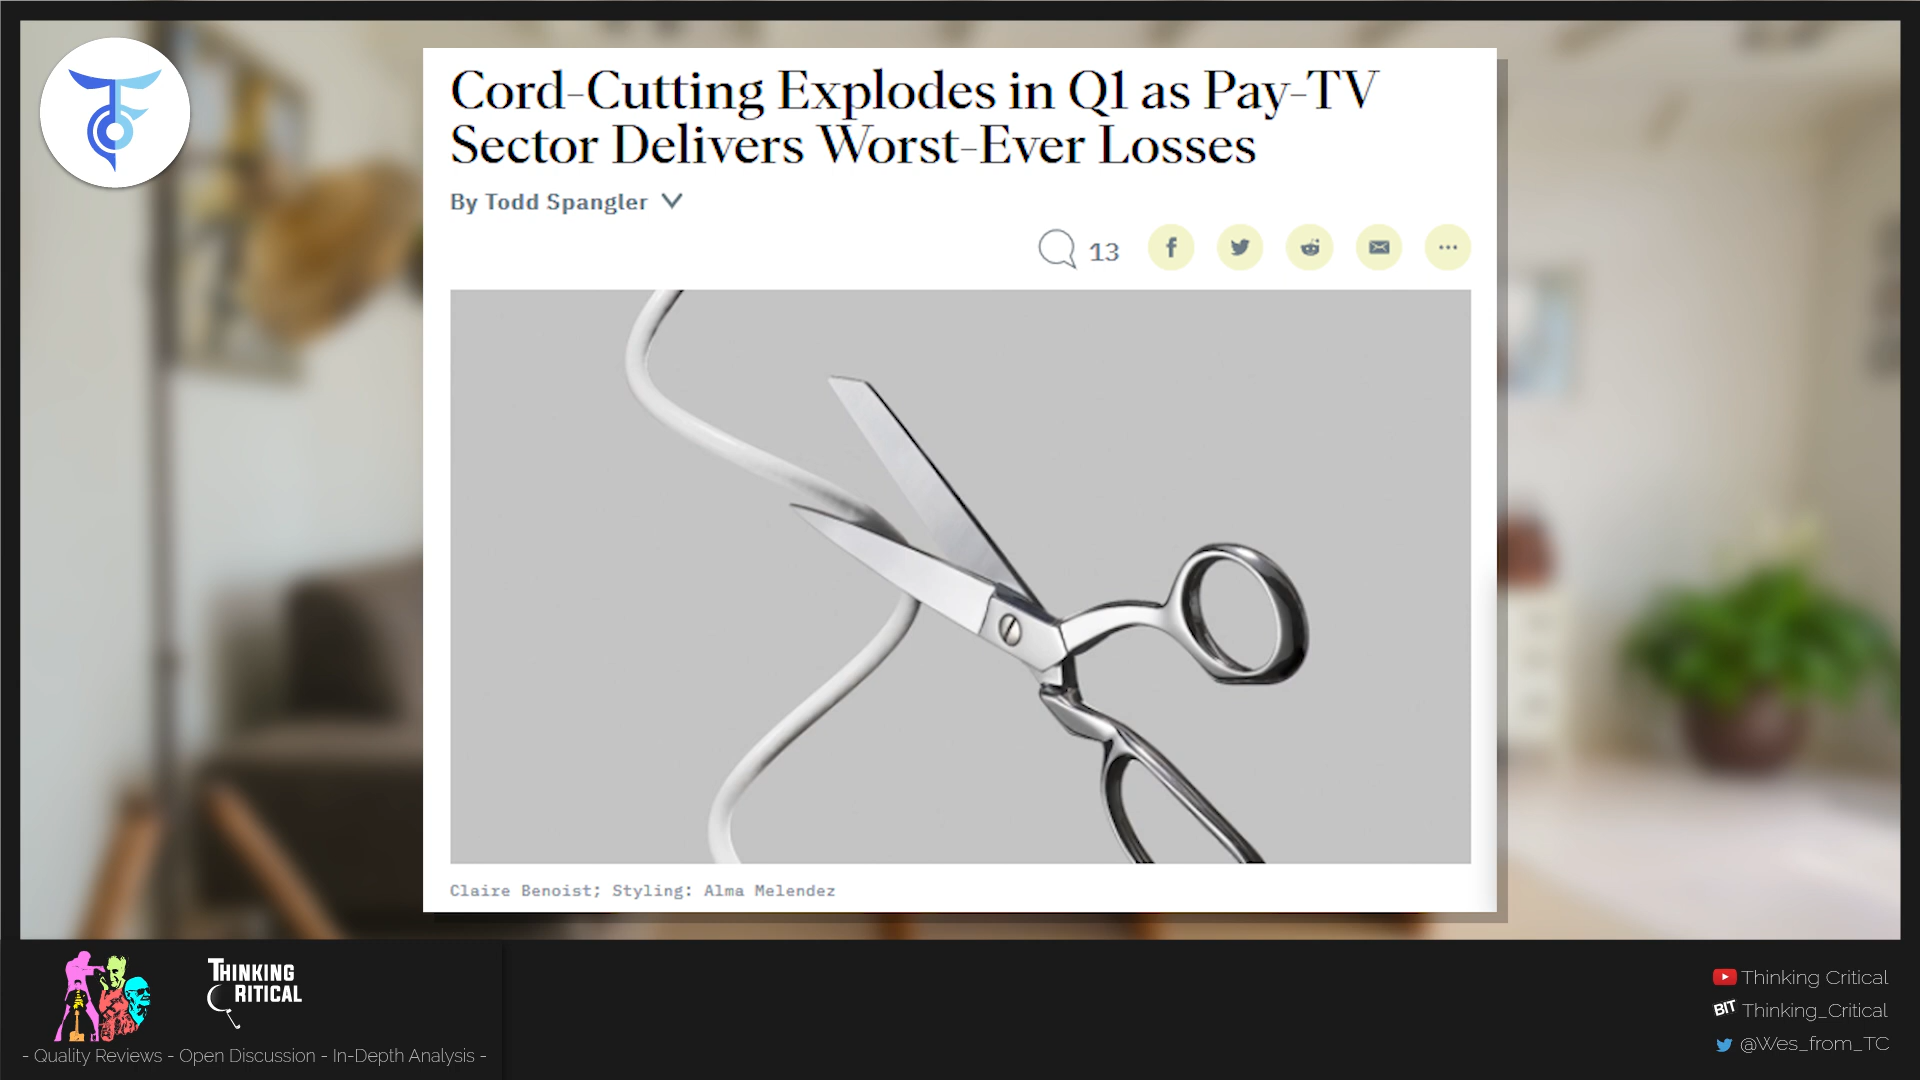 Cord-Cutting Explodes in Q1 as Pay-TV
Sector Delivers Worst-Ever Losses
By Todd Spangler
13
Claire Benoist; Styling: Alma Melendez
THINKING
CRITICAL
- Quality Reviews - Open Discussion - In-Depth Analysis -
Thinking Critical
BIT Thinking_Critical
@Wes_from_TC